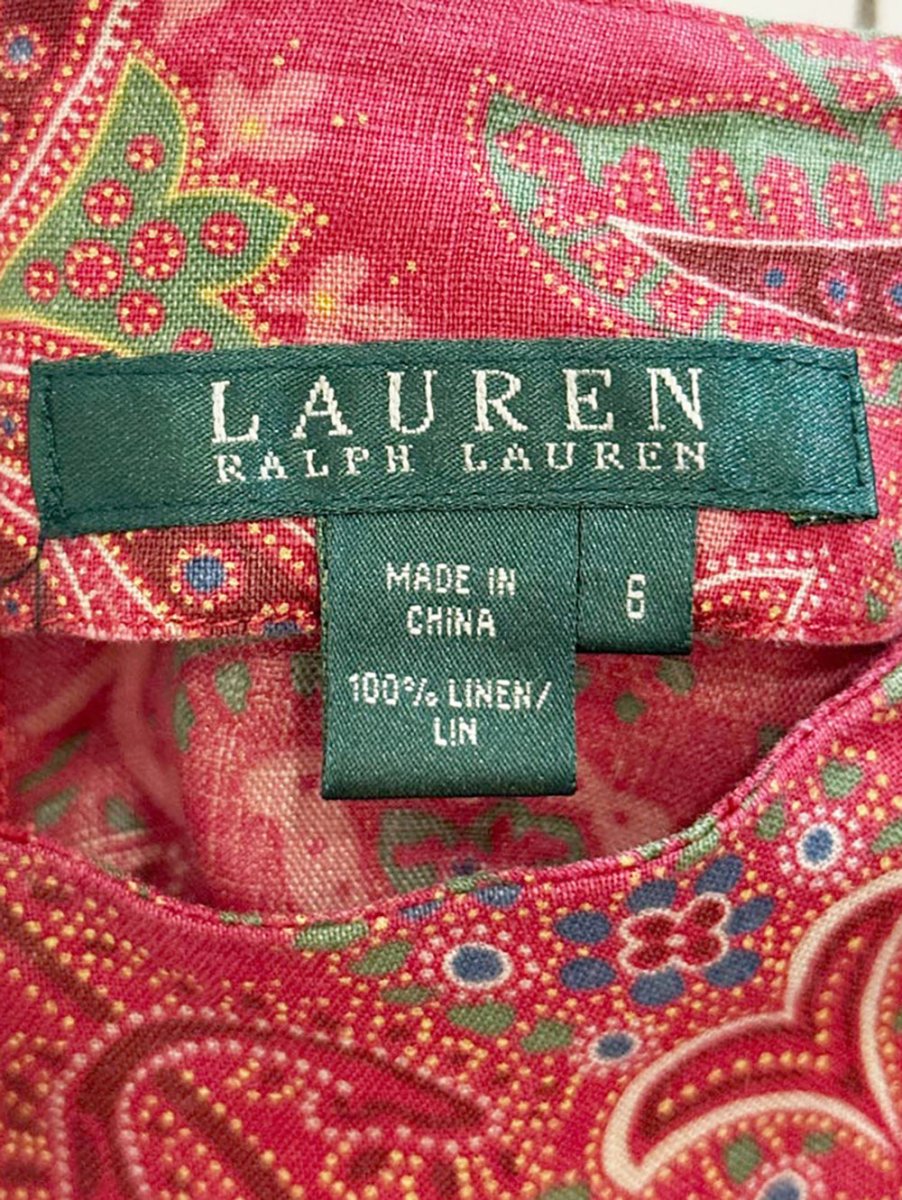 LAUREN
RALPH LAUREN
MADE IN
CHINA
6
100% LINEN/
LIN